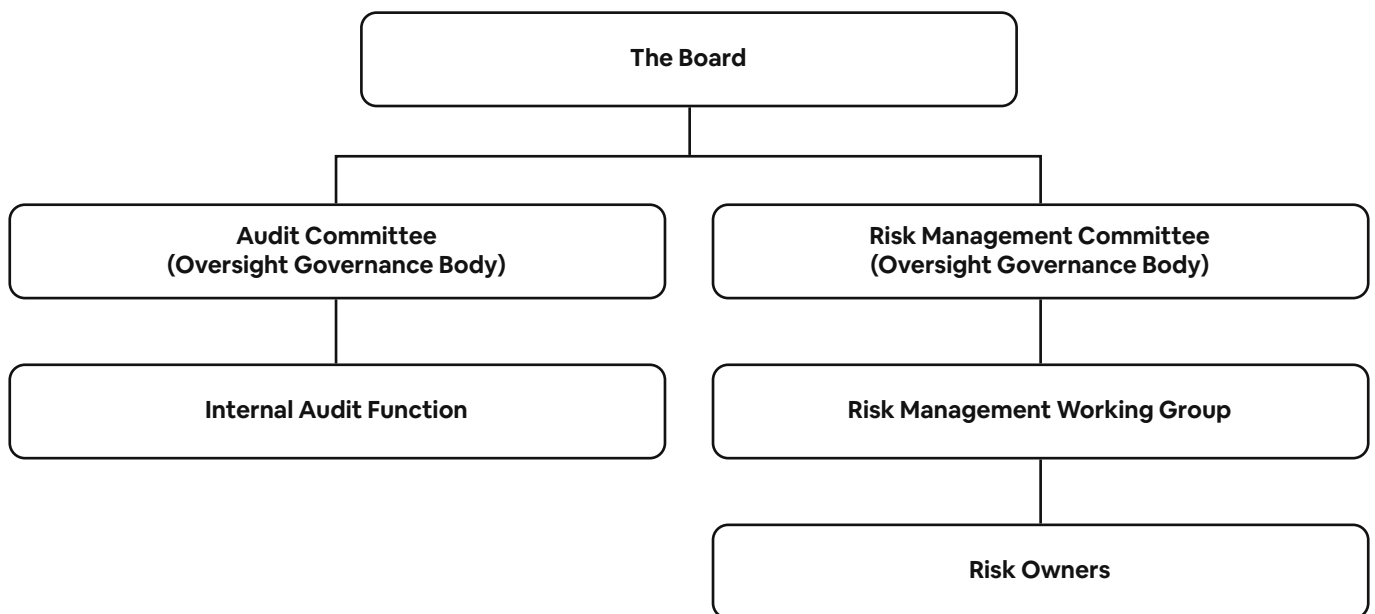 The Board
Audit Committee
(Oversight Governance Body)
Risk Management Committee
(Oversight Governance Body)
Internal Audit Function
Risk Management Working Group
Risk Owners